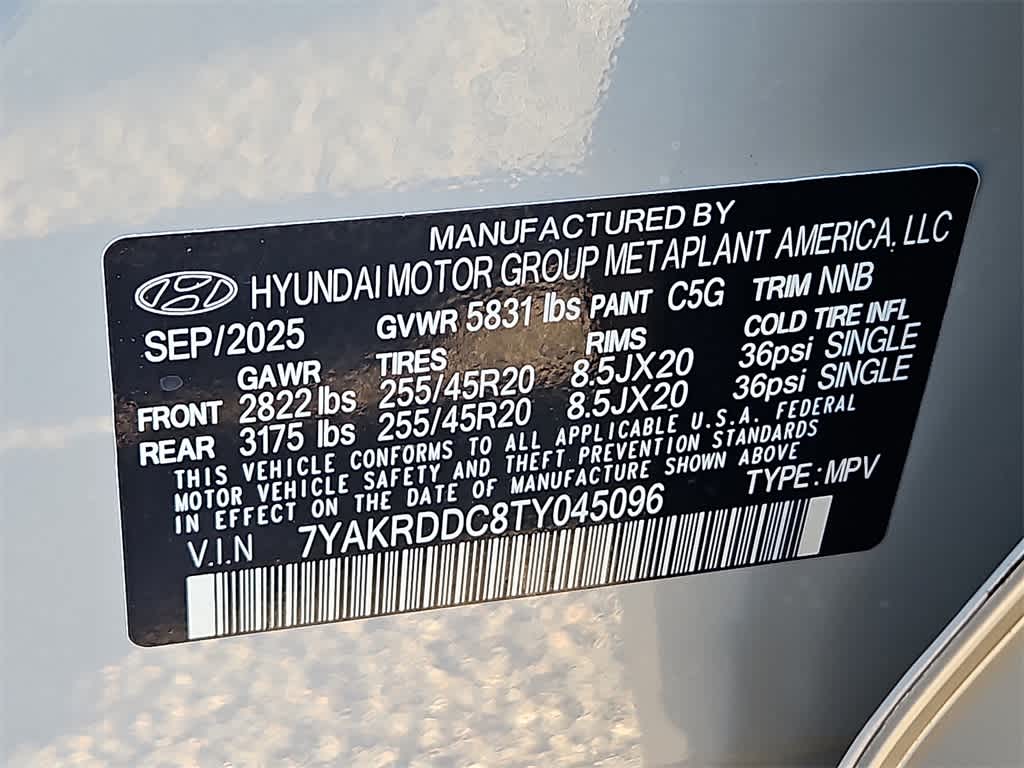 MANUFACTURED BY
HYUNDAI MOTOR GROUP METAPLANT AMERICA, LLC
SEP/2025 GVWR 5831 lbs PAINT C5G TRIM NNB
GAWR TIRES RIMS COLD TIRE INFL
FRONT 2822 lbs 255/45R20 8.5JX20 36psi SINGLE
REAR 3175 lbs 255/45R20 8.5JX20 36psi SINGLE
THIS VEHICLE CONFORMS TO ALL APPLICABLE U.S.A. FEDERAL
MOTOR VEHICLE SAFETY AND THEFT PREVENTION STANDARDS
IN EFFECT ON THE DATE OF MANUFACTURE SHOWN ABOVE
V.I.N 7YAKRDDC8TY045096 TYPE : MPV